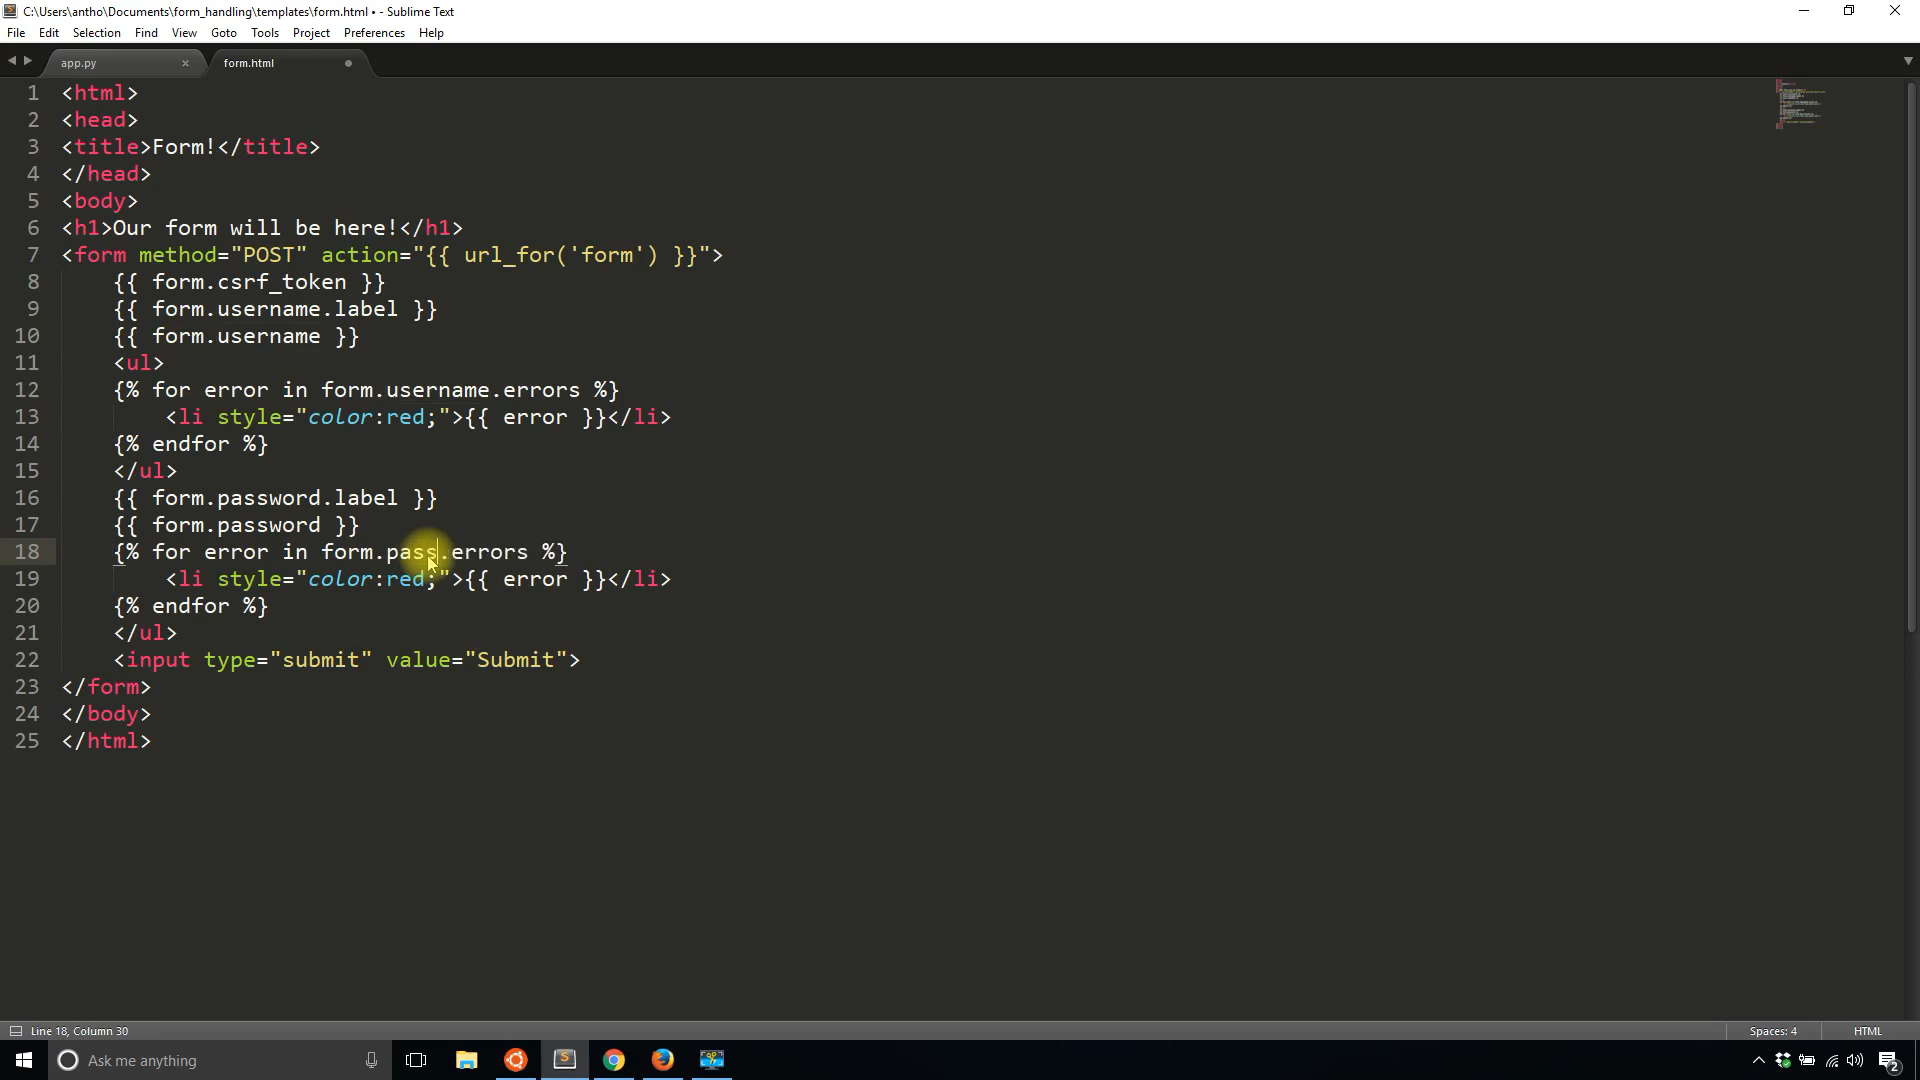 C:\Users\antho\Documents\form_handling\templates\form.html • - Sublime Text
File Edit Selection Find View Goto Tools Project Preferences Help
app.py × form.html
1 <html>
2 <head>
3 <title>Form!</title>
4 </head>
5 <body>
6 <h1>Our form will be here!</h1>
7 <form method="POST" action="{{ url_for('form') }}">
8 {{ form.csrf_token }}
9 {{ form.username.label }}
10 {{ form.username }}
11 <ul>
12 {% for error in form.username.errors %}
13 <li style="color:red;">{{ error }}</li>
14 {% endfor %}
15 </ul>
16 {{ form.password.label }}
17 {{ form.password }}
18 {% for error in form.pass.errors %}
19 <li style="color:red;">{{ error }}</li>
20 {% endfor %}
21 </ul>
22 <input type="submit" value="Submit">
23 </form>
24 </body>
25 </html>
Line 18, Column 30 Spaces: 4 HTML
Ask me anything 2